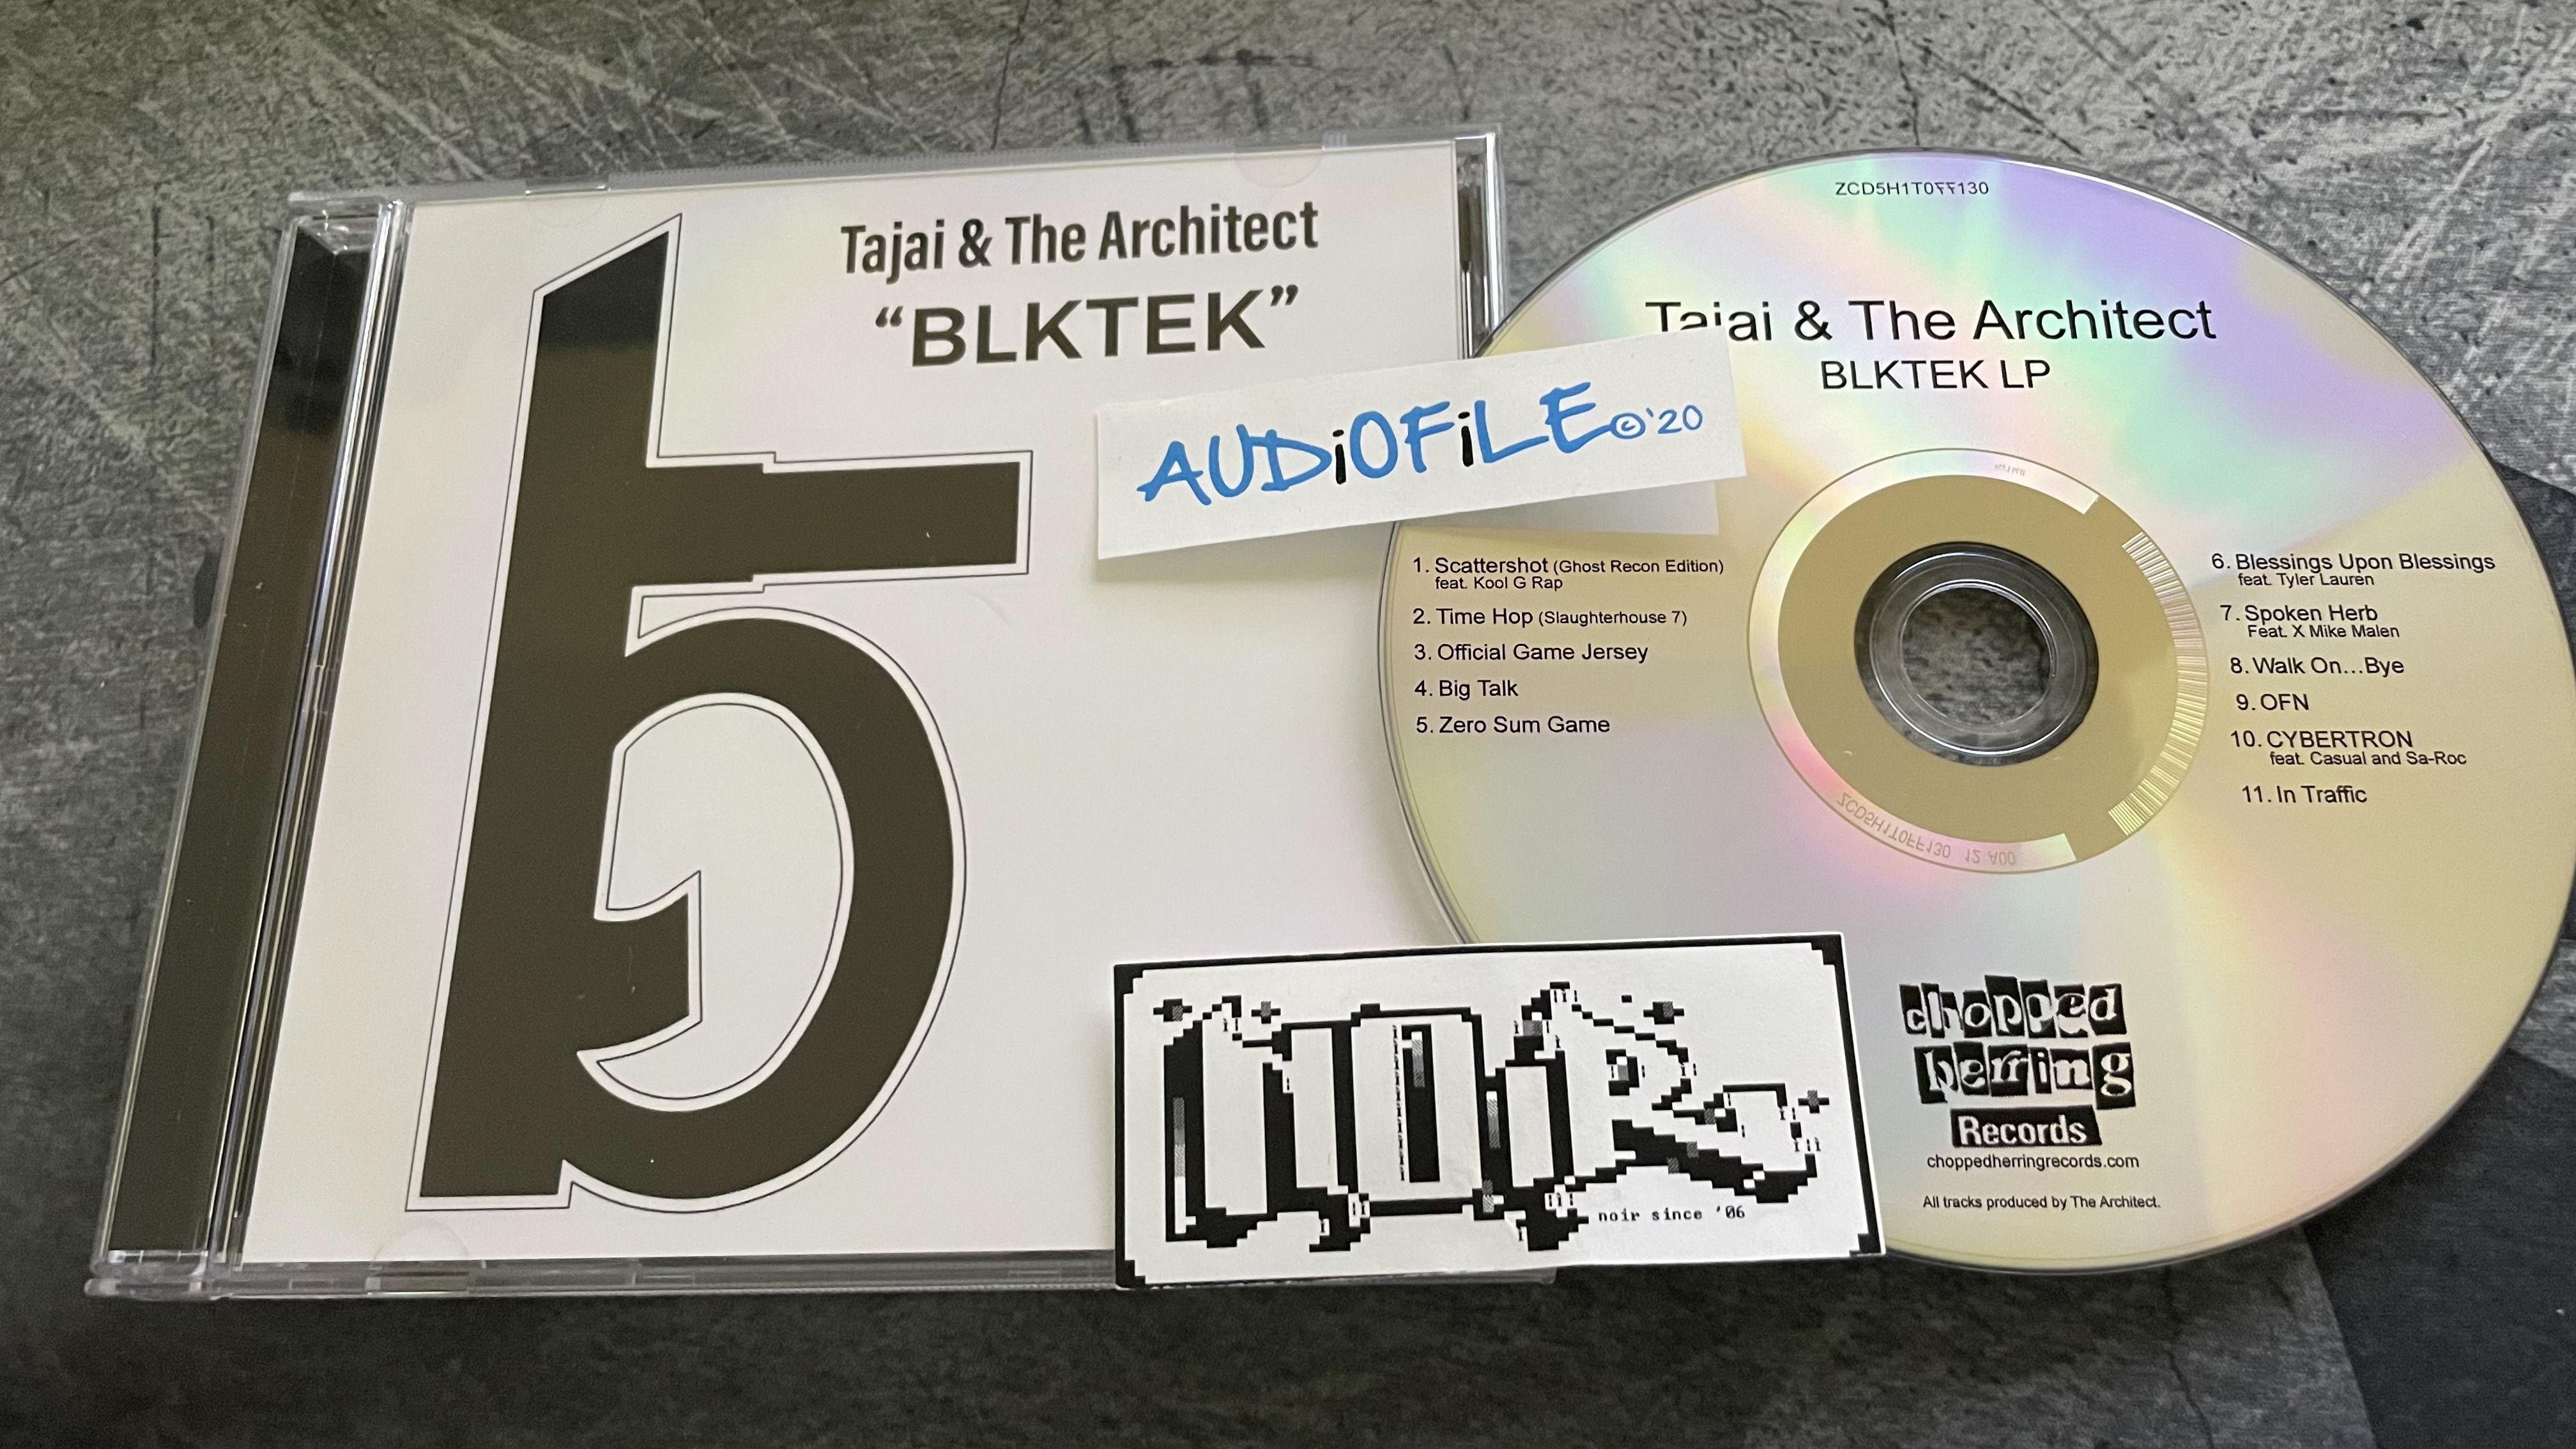 Tajai & The Architect
“BLKTEK”
AUDiOFiLE©'20
ZCD5H1T0FF130
Tajai & The Architect
BLKTEK LP
1. Scattershot (Ghost Recon Edition)
feat. Kool G Rap
2. Time Hop (Slaughterhouse 7)
3. Official Game Jersey
4. Big Talk
5. Zero Sum Game
6. Blessings Upon Blessings
feat. Tyler Lauren
7. Spoken Herb
Feat. X Mike Malen
8. Walk On...Bye
9. OFN
10. CYBERTRON
feat. Casual and Sa-Roc
11. In Traffic
ZCD5H1T0FF130 12 A00
chopped
herring
Records
choppedherringrecords.com
All tracks produced by The Architect.
noir since '06